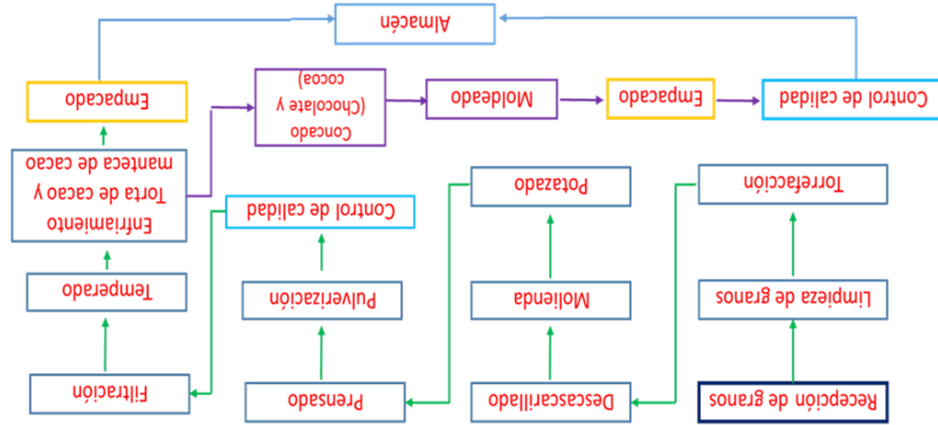 Recepción de granos
Descascarillado
Prensado
Filtración
Limpieza de granos
Molienda
Pulverización
Temperado
Torrefacción
Potazado
Control de calidad
Enfriamiento
Torta de cacao y
manteca de cacao
Control de calidad
Empacado
Moldeado
Concado
(Chocolate y
cocoa)
Empacado
Almacén